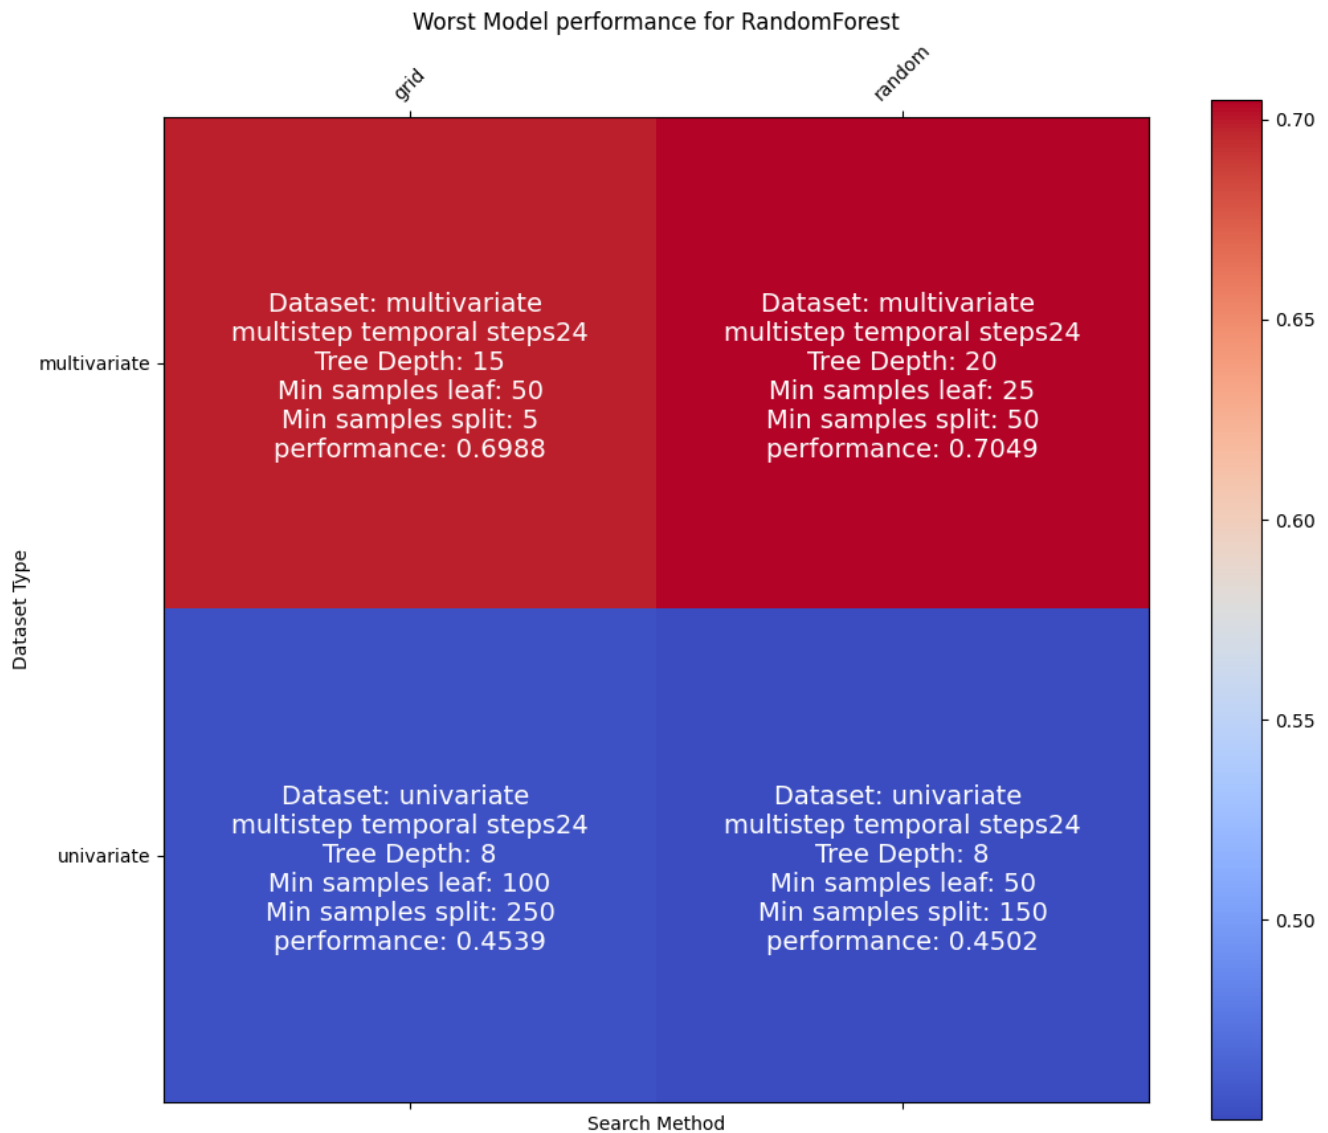 Worst Model performance for RandomForest
grid
random
Dataset Type
multivariate
Dataset: multivariate
multistep temporal steps24
Tree Depth: 15
Min samples leaf: 50
Min samples split: 5
performance: 0.6988
Dataset: multivariate
multistep temporal steps24
Tree Depth: 20
Min samples leaf: 25
Min samples split: 50
performance: 0.7049
univariate
Dataset: univariate
multistep temporal steps24
Tree Depth: 8
Min samples leaf: 100
Min samples split: 250
performance: 0.4539
Dataset: univariate
multistep temporal steps24
Tree Depth: 8
Min samples leaf: 50
Min samples split: 150
performance: 0.4502
Search Method
0.70
0.65
0.60
0.55
0.50